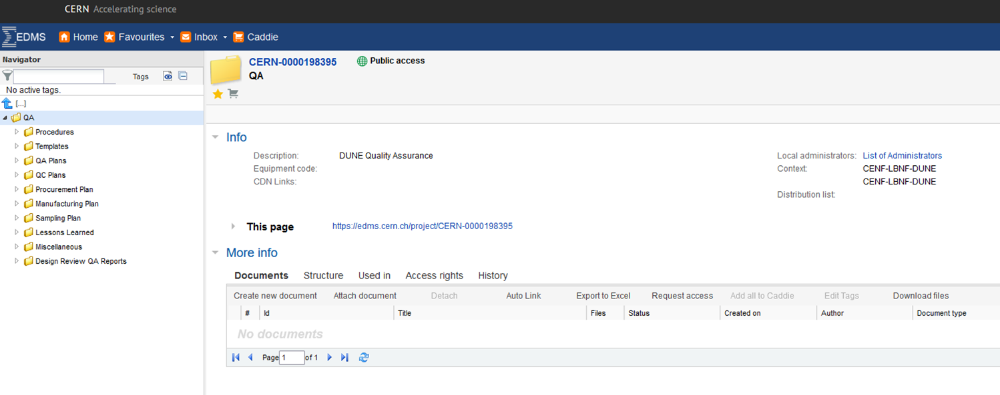 CERN Accelerating science
EDMS Home Favourites Inbox Caddie
Navigator
Tags
No active tags.
[...]
QA
Procedures
Templates
QA Plans
QC Plans
Procurement Plan
Manufacturing Plan
Sampling Plan
Lessons Learned
Miscellaneous
Design Review QA Reports
CERN-0000198395 Public access
QA
Info
Description: DUNE Quality Assurance Local administrators: List of Administrators
Equipment code: Context: CENF-LBNF-DUNE
CDN Links: CENF-LBNF-DUNE
Distribution list:
This page https://edms.cern.ch/project/CERN-0000198395
More info
Documents Structure Used in Access rights History
Create new document Attach document Detach Auto Link Export to Excel Request access Add all to Caddie Edit Tags Download files
# Id Title Files Status Created on Author Document type
No documents
Page 1 of 1